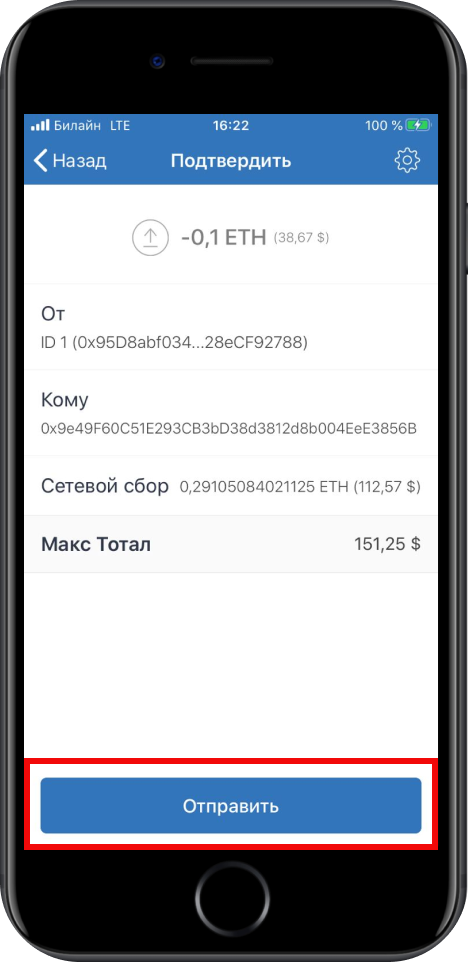 Билайн LTE 16:22 100 %
Назад Подтвердить
-0,1 ETH (38,67 $)
От
ID 1 (0x95D8abf034...28eCF92788)
Кому
0x9e49F60C51E293CB3bD38d3812d8b004EeE3856B
Сетевой сбор 0,29105084021125 ETH (112,57 $)
Макс Тотал 151,25 $
Отправить